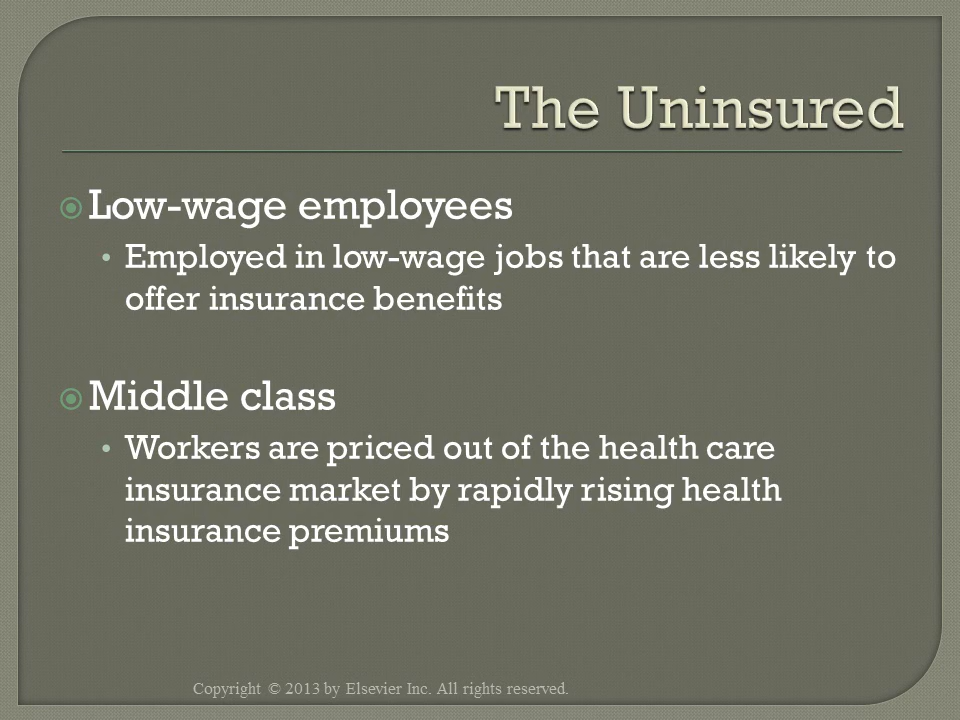 The Uninsured
Low-wage employees
• Employed in low-wage jobs that are less likely to
offer insurance benefits
Middle class
• Workers are priced out of the health care
insurance market by rapidly rising health
insurance premiums
Copyright © 2013 by Elsevier Inc. All rights reserved.